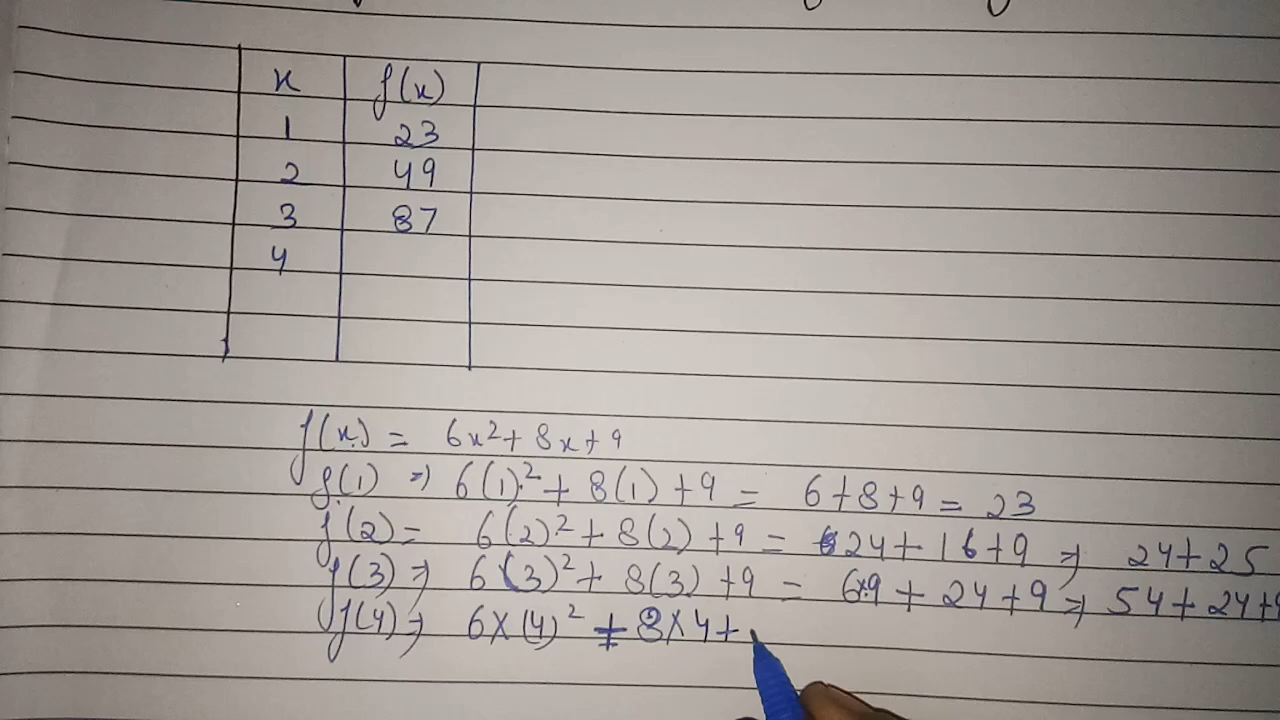 x f(x)
1 23
2 49
3 87
4
f(x) = 6x²+ 8x+9
f(1) => 6(1)²+ 8(1)+9 = 6+8+9 = 23
f(2) = 6(2)²+ 8(2)+9 = 24+16+9 => 24+25
f(3) => 6(3)²+ 8(3)+9 = 6×9 + 24+9 => 54+24+9
f(4) => 6×(4)² + 8×4+